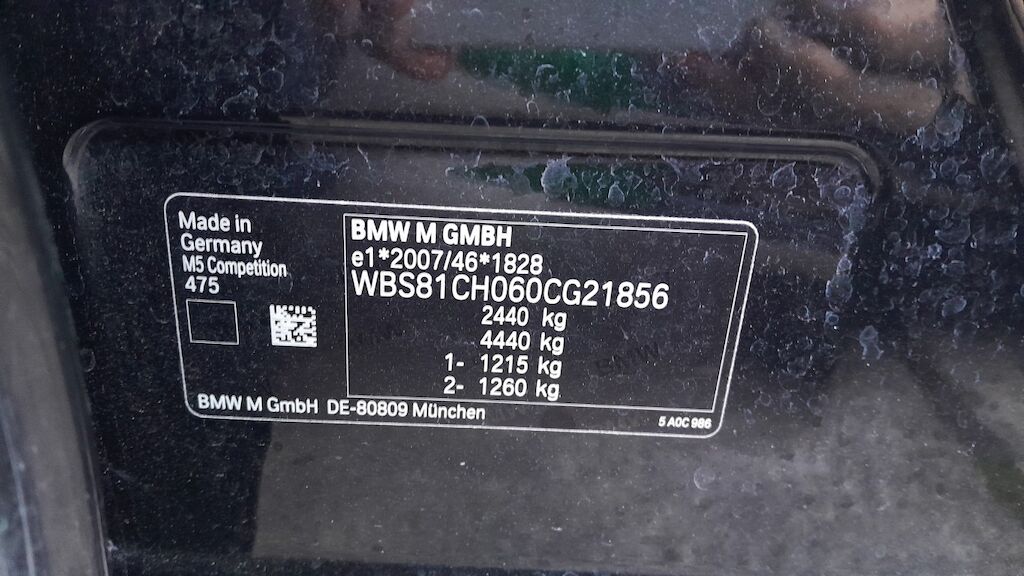 Made in
Germany
M5 Competition
475
BMW M GMBH
e1*2007/46*1828
WBS81CH060CG21856
2440 kg
4440 kg
1- 1215 kg
2- 1260 kg
BMW M GmbH DE-80809 München
5 A0C 986
BMW